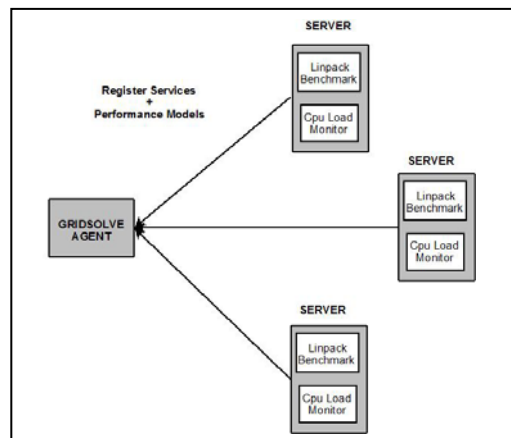 SERVER
Linpack
Benchmark
Cpu Load
Monitor
Register Services
+
Performance Models
SERVER
Linpack
Benchmark
Cpu Load
Monitor
GRIDSOLVE
AGENT
SERVER
Linpack
Benchmark
Cpu Load
Monitor